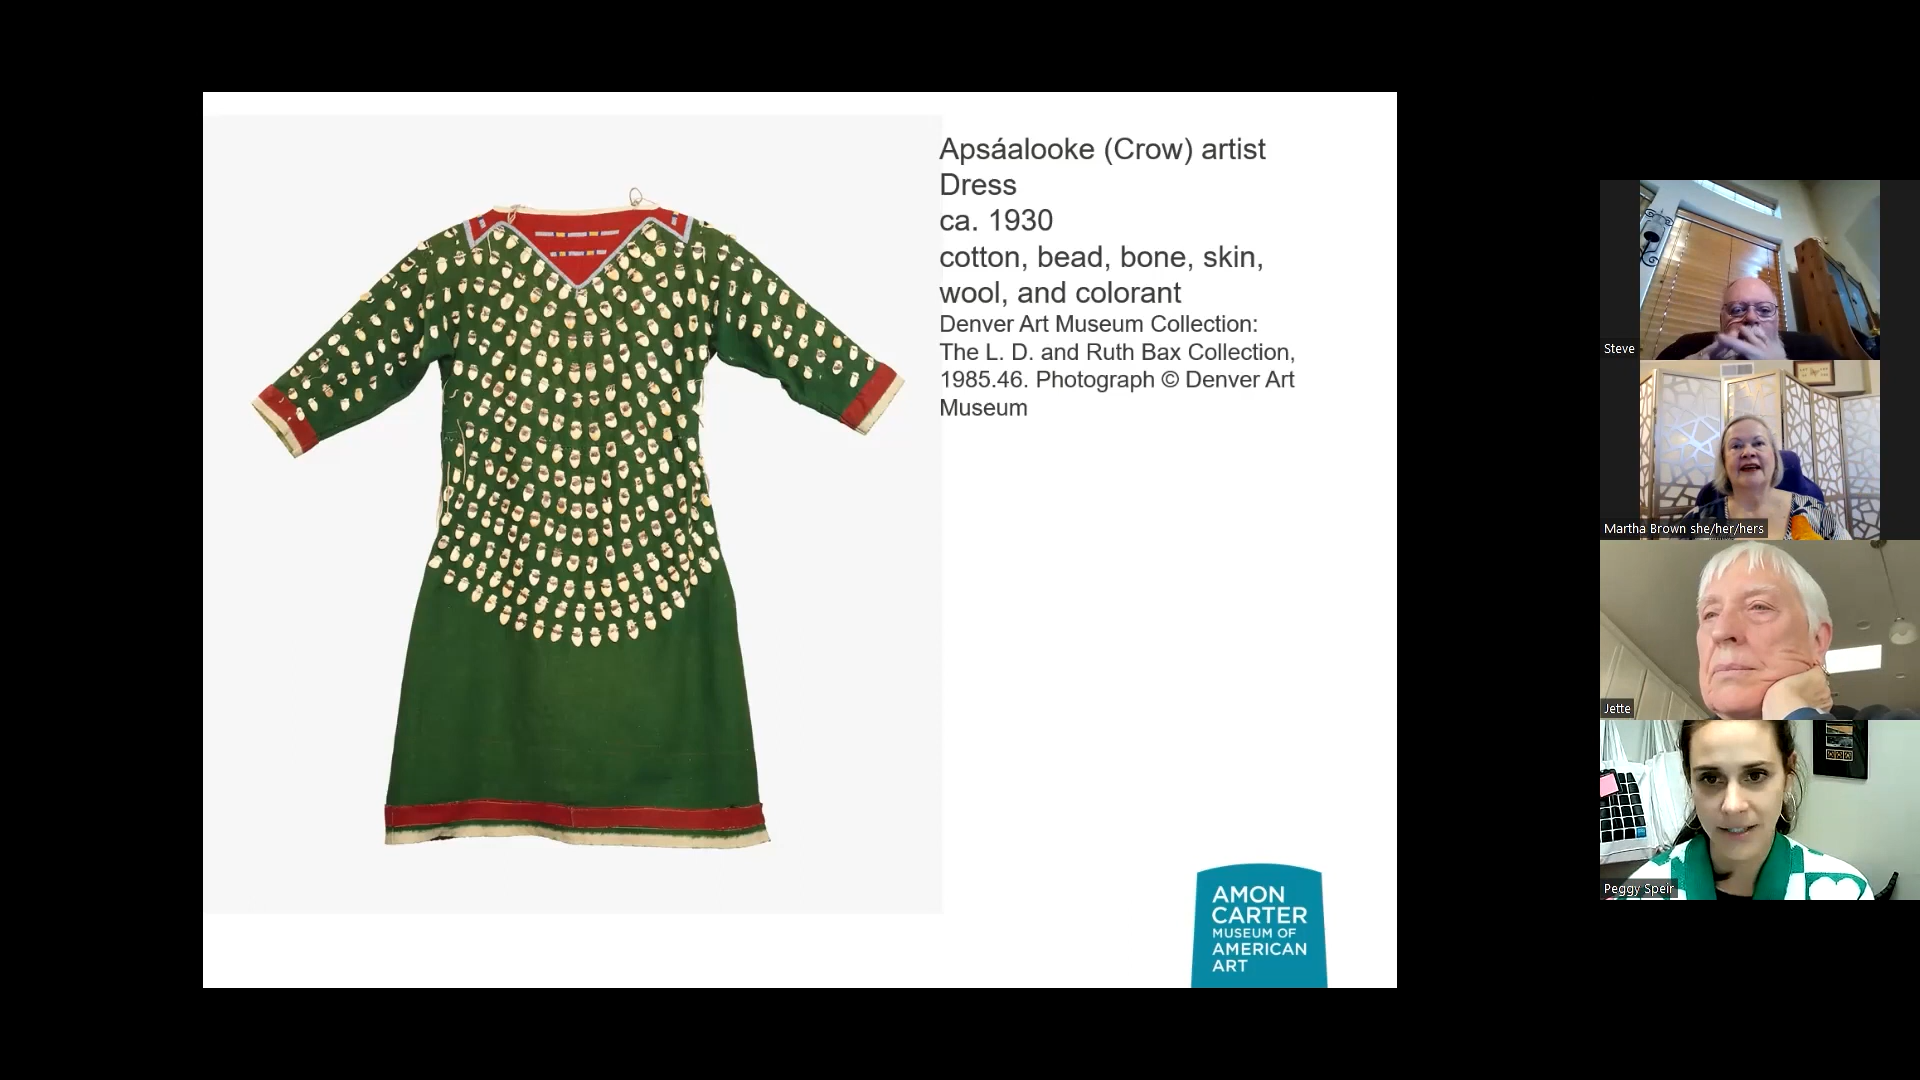 Apsáalooke (Crow) artist
Dress
ca. 1930
cotton, bead, bone, skin,
wool, and colorant
Denver Art Museum Collection:
The L. D. and Ruth Bax Collection,
1985.46. Photograph © Denver Art
Museum
AMON
CARTER
MUSEUM OF
AMERICAN
ART
Steve
Martha Brown she/her/hers
Jette
Peggy Speir